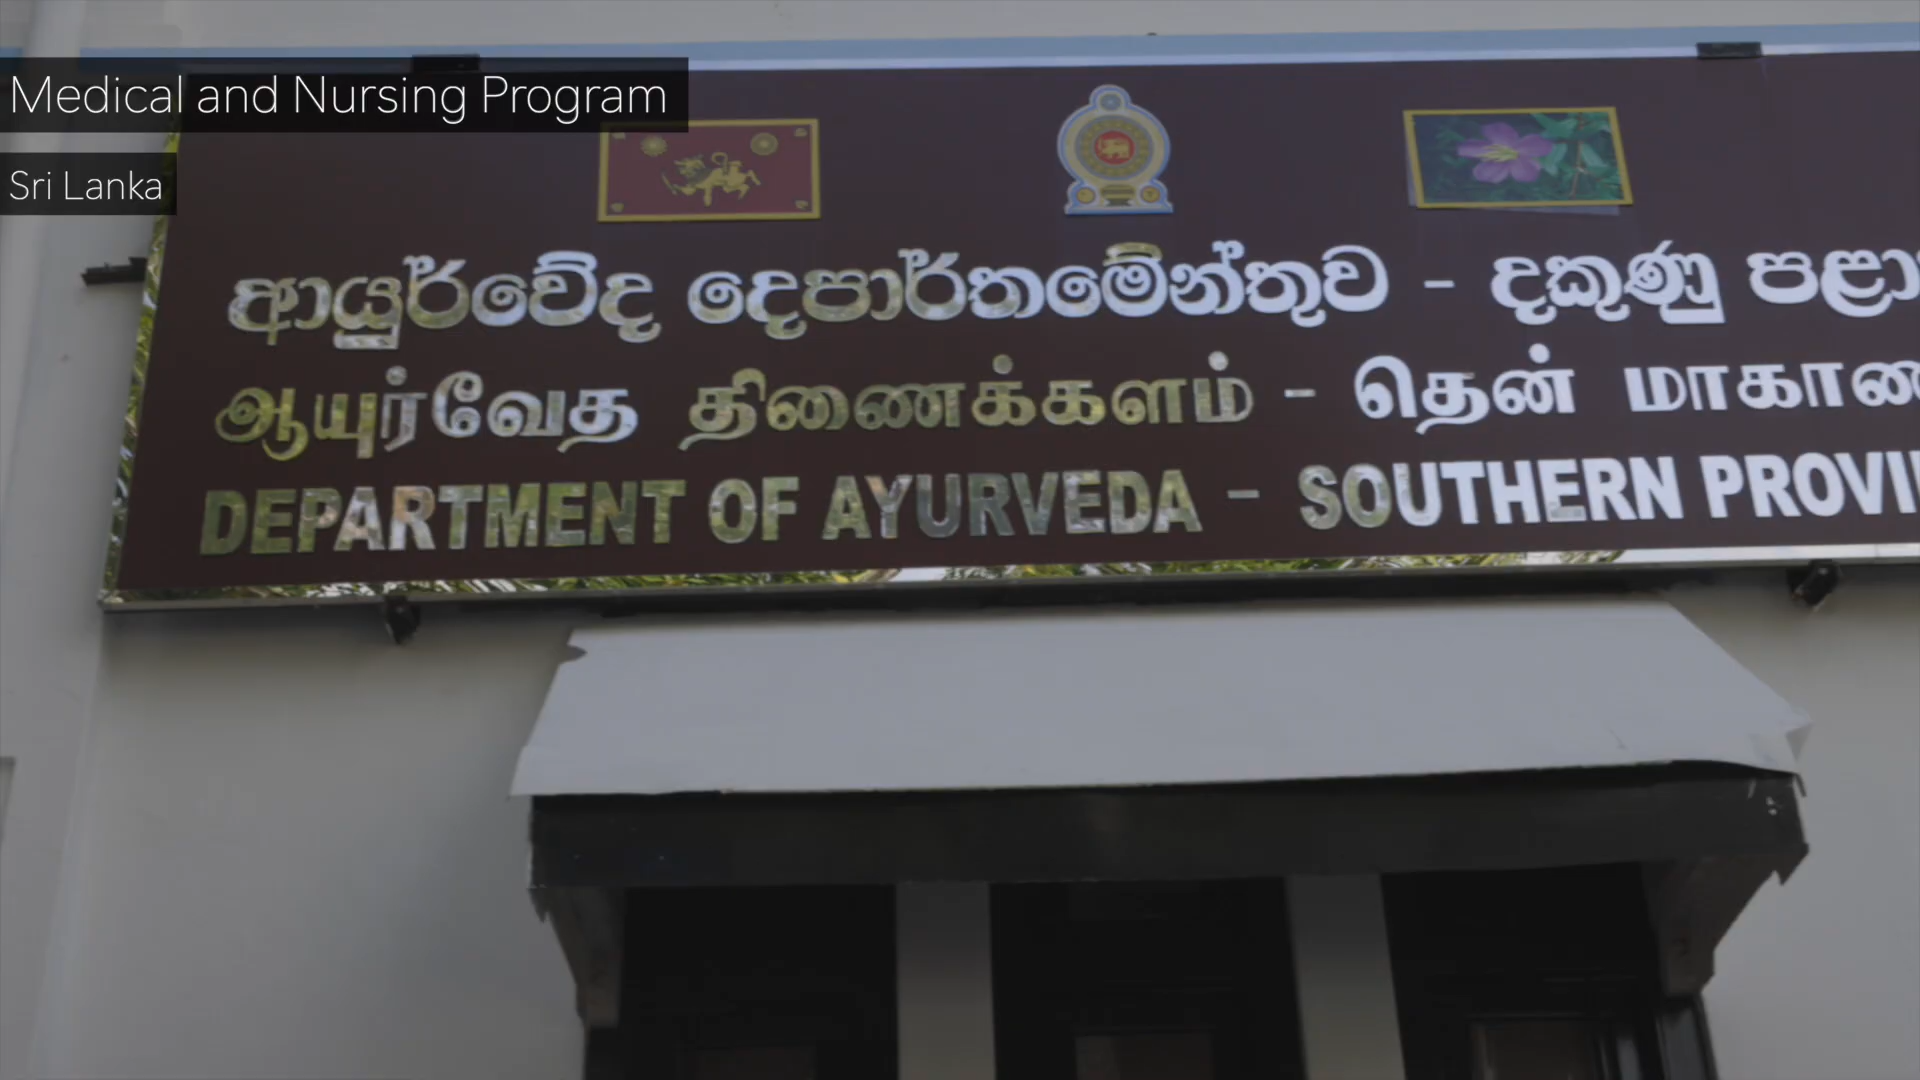 Medical and Nursing Program
Sri Lanka
ආයුර්වේද දෙපාර්තමේන්තුව - දකුණු
ஆயுர்வேத திணைக்களம் - தென்
DEPARTMENT OF AYURVEDA - SOUTHERN